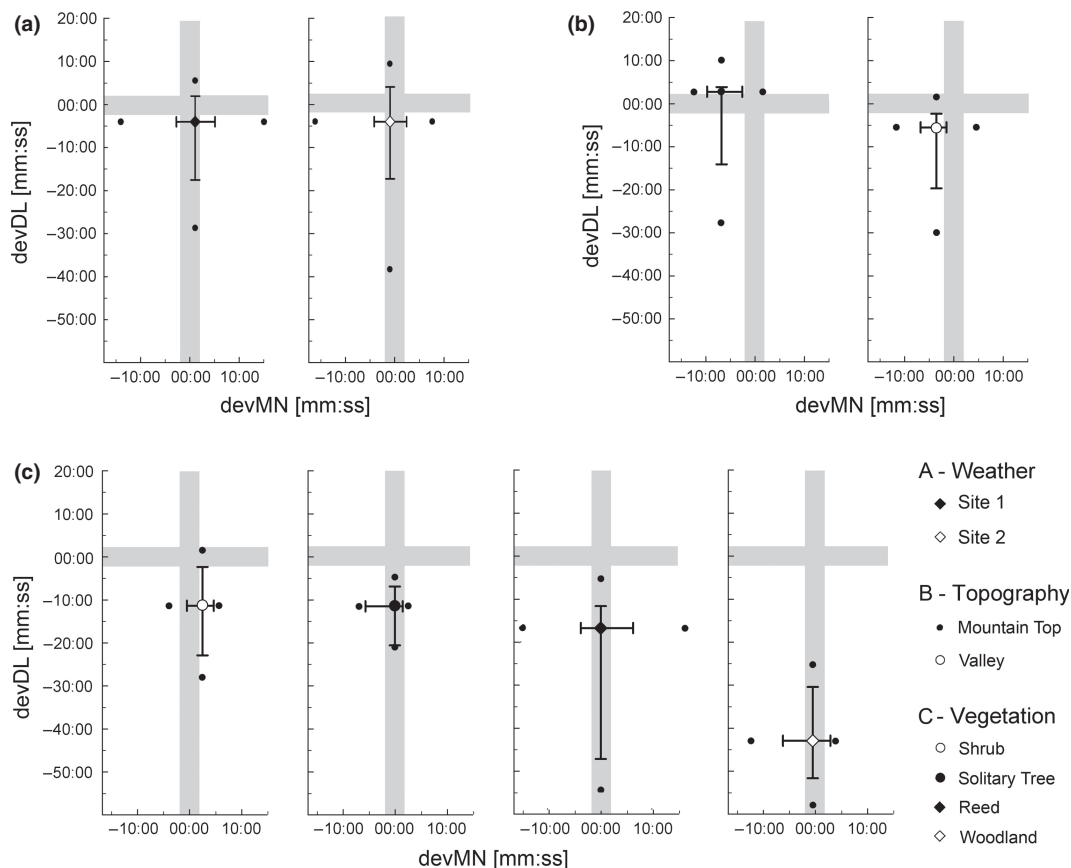 (a)
20:00
10:00
00:00
–10:00
–20:00
–30:00
–40:00
–50:00
devDL [mm:ss]
–10:00 00:00 10:00
–10:00 00:00 10:00
devMN [mm:ss]
(b)
20:00
10:00
00:00
–10:00
–20:00
–30:00
–40:00
–50:00
devDL [mm:ss]
–10:00 00:00 10:00
–10:00 00:00 10:00
devMN [mm:ss]
(c)
20:00
10:00
00:00
–10:00
–20:00
–30:00
–40:00
–50:00
devDL [mm:ss]
–10:00 00:00 10:00
–10:00 00:00 10:00
–10:00 00:00 10:00
–10:00 00:00 10:00
devMN [mm:ss]
A - Weather
Site 1
Site 2
B - Topography
Mountain Top
Valley
C - Vegetation
Shrub
Solitary Tree
Reed
Woodland